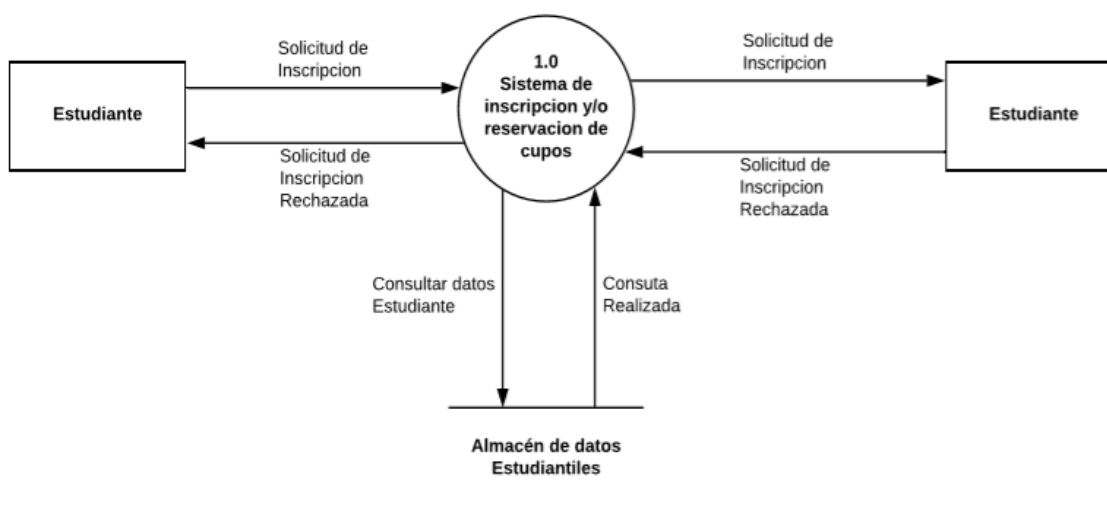 Solicitud de
Inscripcion
Estudiante
Solicitud de
Inscripcion
Rechazada
1.0
Sistema de
inscripcion y/o
reservacion de
cupos
Solicitud de
Inscripcion
Estudiante
Solicitud de
Inscripcion
Rechazada
Consultar datos
Estudiante
Consuta
Realizada
Almacén de datos
Estudiantiles